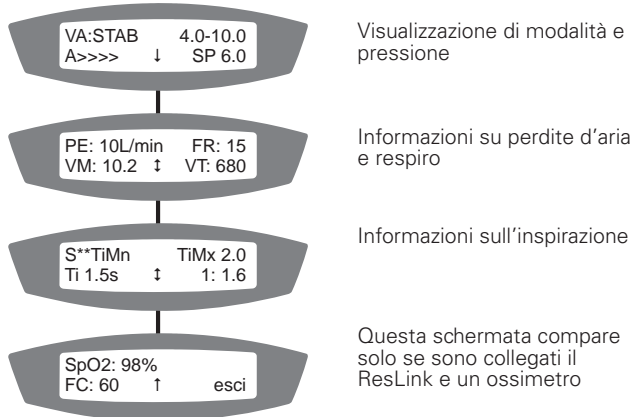 VA:STAB 4.0-10.0
A>>>> ↓ SP 6.0
Visualizzazione di modalità e
pressione
PE: 10L/min FR: 15
VM: 10.2 ↕ VT: 680
Informazioni su perdite d'aria
e respiro
S**TiMn TiMx 2.0
Ti 1.5s ↕ 1: 1.6
Informazioni sull'inspirazione
SpO2: 98%
FC: 60 ↑ esci
Questa schermata compare
solo se sono collegati il
ResLink e un ossimetro